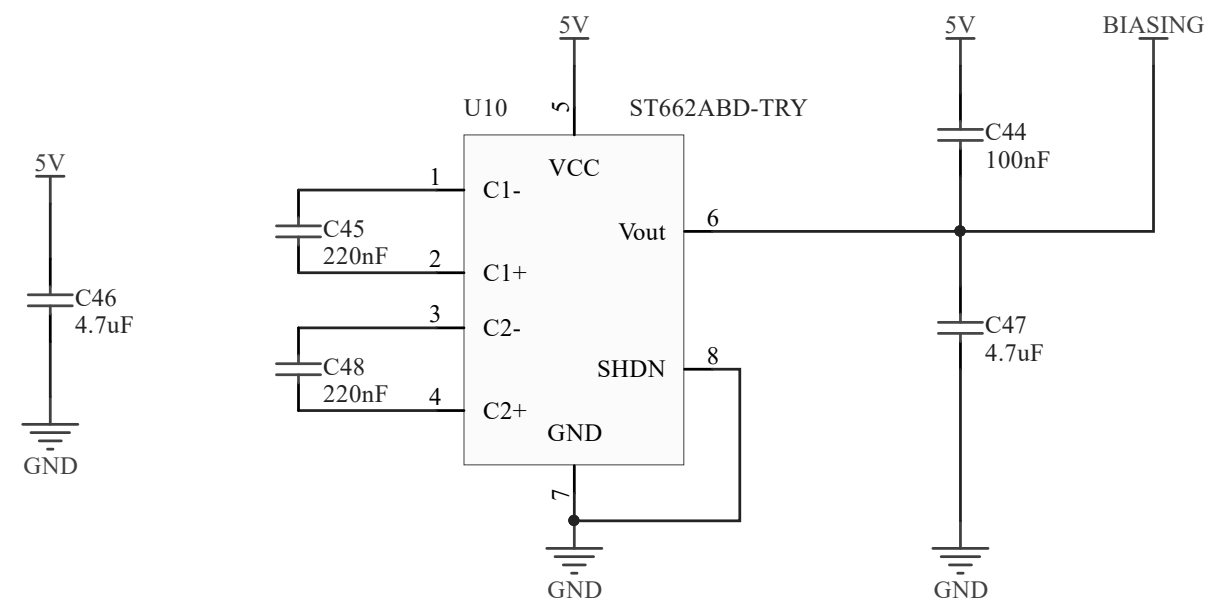 5V
5V
BIASING
U10
5
ST662ABD-TRY
C44
100nF
5V
VCC
1
C1-
C45
220nF
2
C1+
Vout
6
C46
4.7uF
3
C2-
C48
220nF
4
C2+
SHDN
8
C47
4.7uF
GND
GND
7
GND
GND
5V